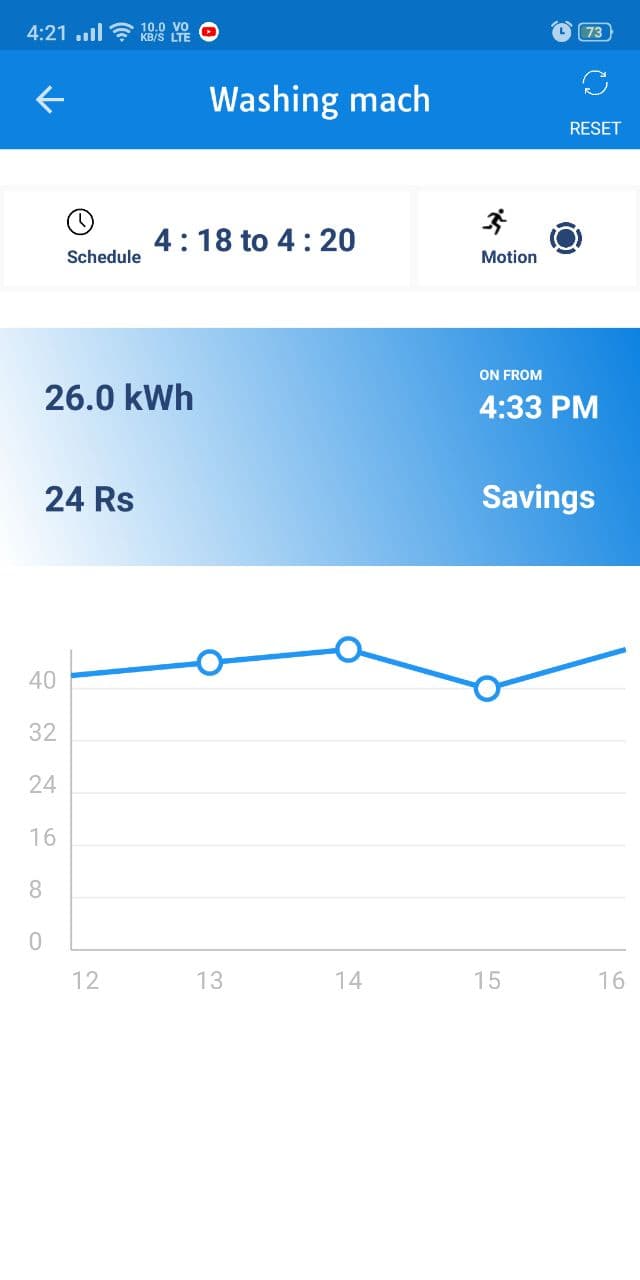 4:21 10.0 KB/S VO LTE 73
Washing mach
RESET
Schedule 4 : 18 to 4 : 20
Motion
26.0 kWh
ON FROM
4:33 PM
24 Rs
Savings
40
32
24
16
8
0
12 13 14 15 16